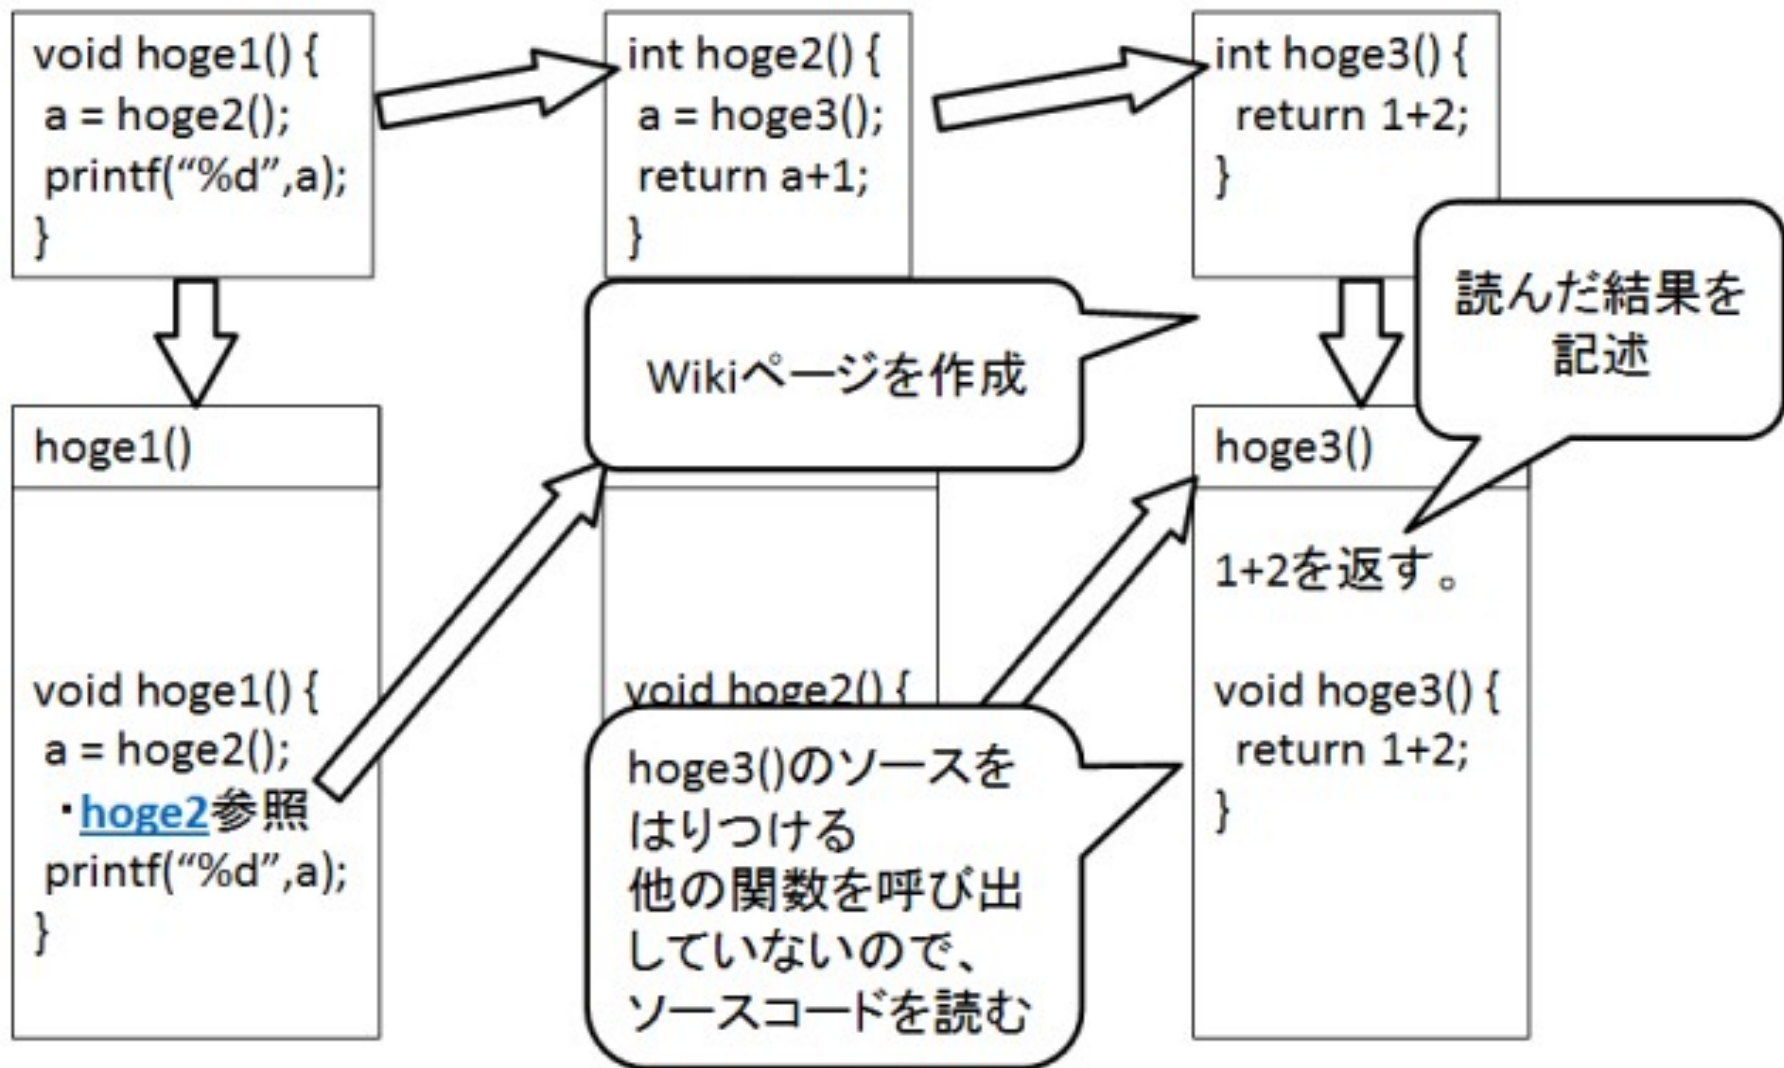 void hoge1() {
a = hoge2();
printf(“%d”,a);
}
int hoge2() {
a = hoge3();
return a+1;
}
int hoge3() {
return 1+2;
}
Wikiページを作成
読んだ結果を
記述
hoge1()
void hoge1() {
a = hoge2();
・hoge2参照
printf(“%d”,a);
}
void hoge2() {
hoge3()のソースを
はりつける
他の関数を呼び出
していないので、
ソースコードを読む
hoge3()
1+2を返す。
void hoge3() {
return 1+2;
}